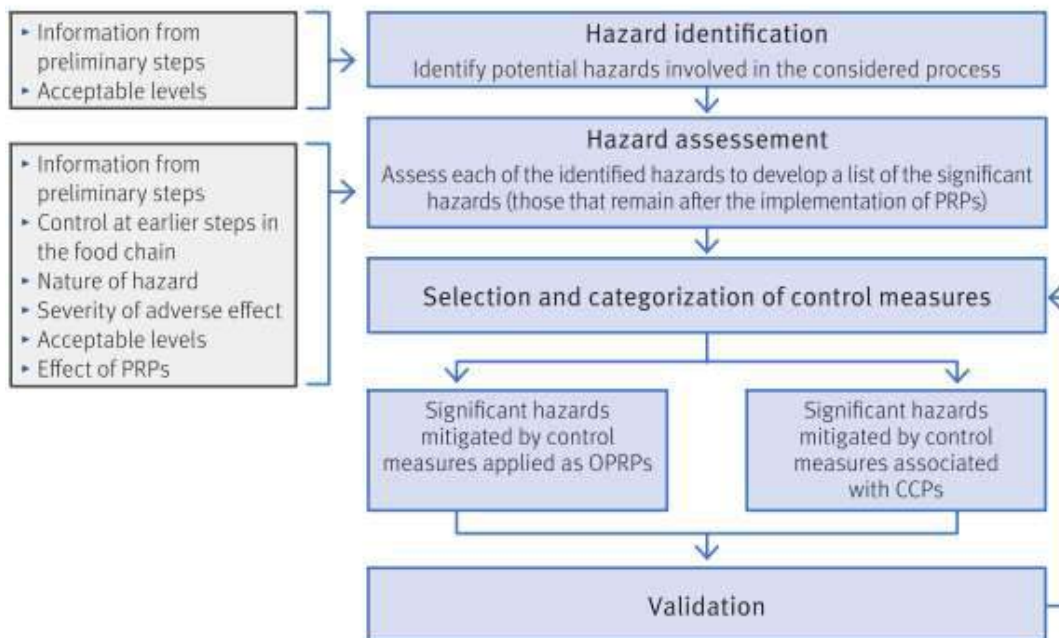 ▸ Information from
preliminary steps
▸ Acceptable levels
Hazard identification
Identify potential hazards involved in the considered process
▸ Information from
preliminary steps
▸ Control at earlier steps in
the food chain
▸ Nature of hazard
▸ Severity of adverse effect
▸ Acceptable levels
▸ Effect of PRPs
Hazard assessement
Assess each of the identified hazards to develop a list of the significant
hazards (those that remain after the implementation of PRPs)
Selection and categorization of control measures
Significant hazards
mitigated by control
measures applied as OPRPs
Significant hazards
mitigated by control
measures associated
with CCPs
Validation